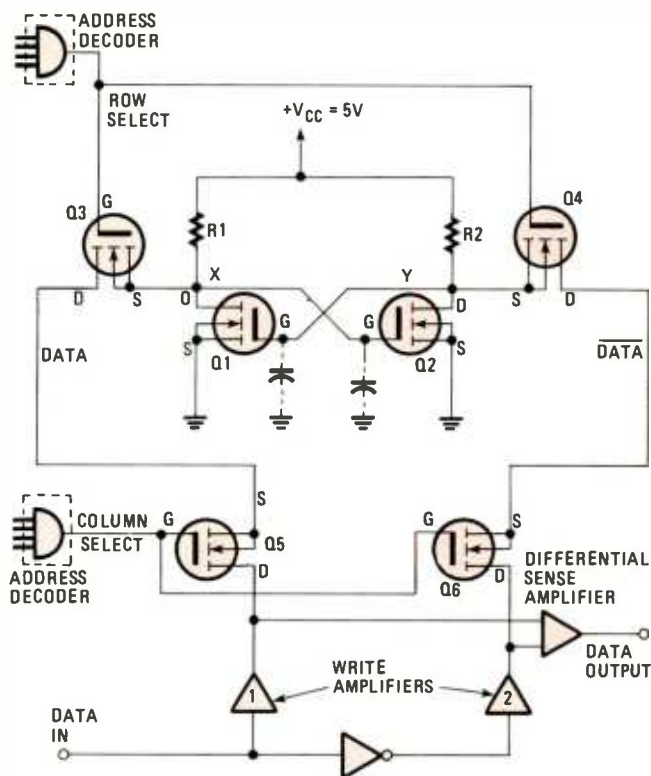 ADDRESS
DECODER
ROW
SELECT
+VCC = 5V
Q3
G
Q4
R1
R2
X
Y
D
S
O
D
S
D
G
G
S
S
DATA
Q1
Q2
DATA
COLUMN
SELECT
G
S
Q5
D
G
S
Q6
D
ADDRESS
DECODER
DIFFERENTIAL
SENSE
AMPLIFIER
DATA
OUTPUT
WRITE
AMPLIFIERS
1
2
DATA
IN